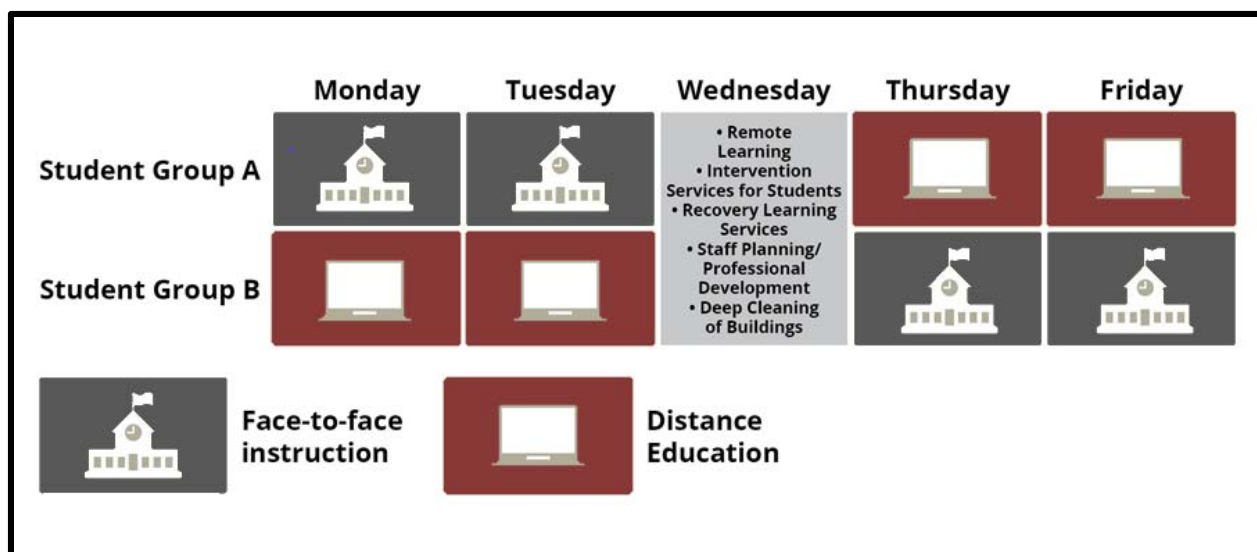 Monday Tuesday Wednesday Thursday Friday
Student Group A
Student Group B
• Remote
Learning
• Intervention
Services for Students
• Recovery Learning
Services
• Staff Planning/
Professional
Development
• Deep Cleaning
of Buildings
Face-to-face
instruction
Distance
Education